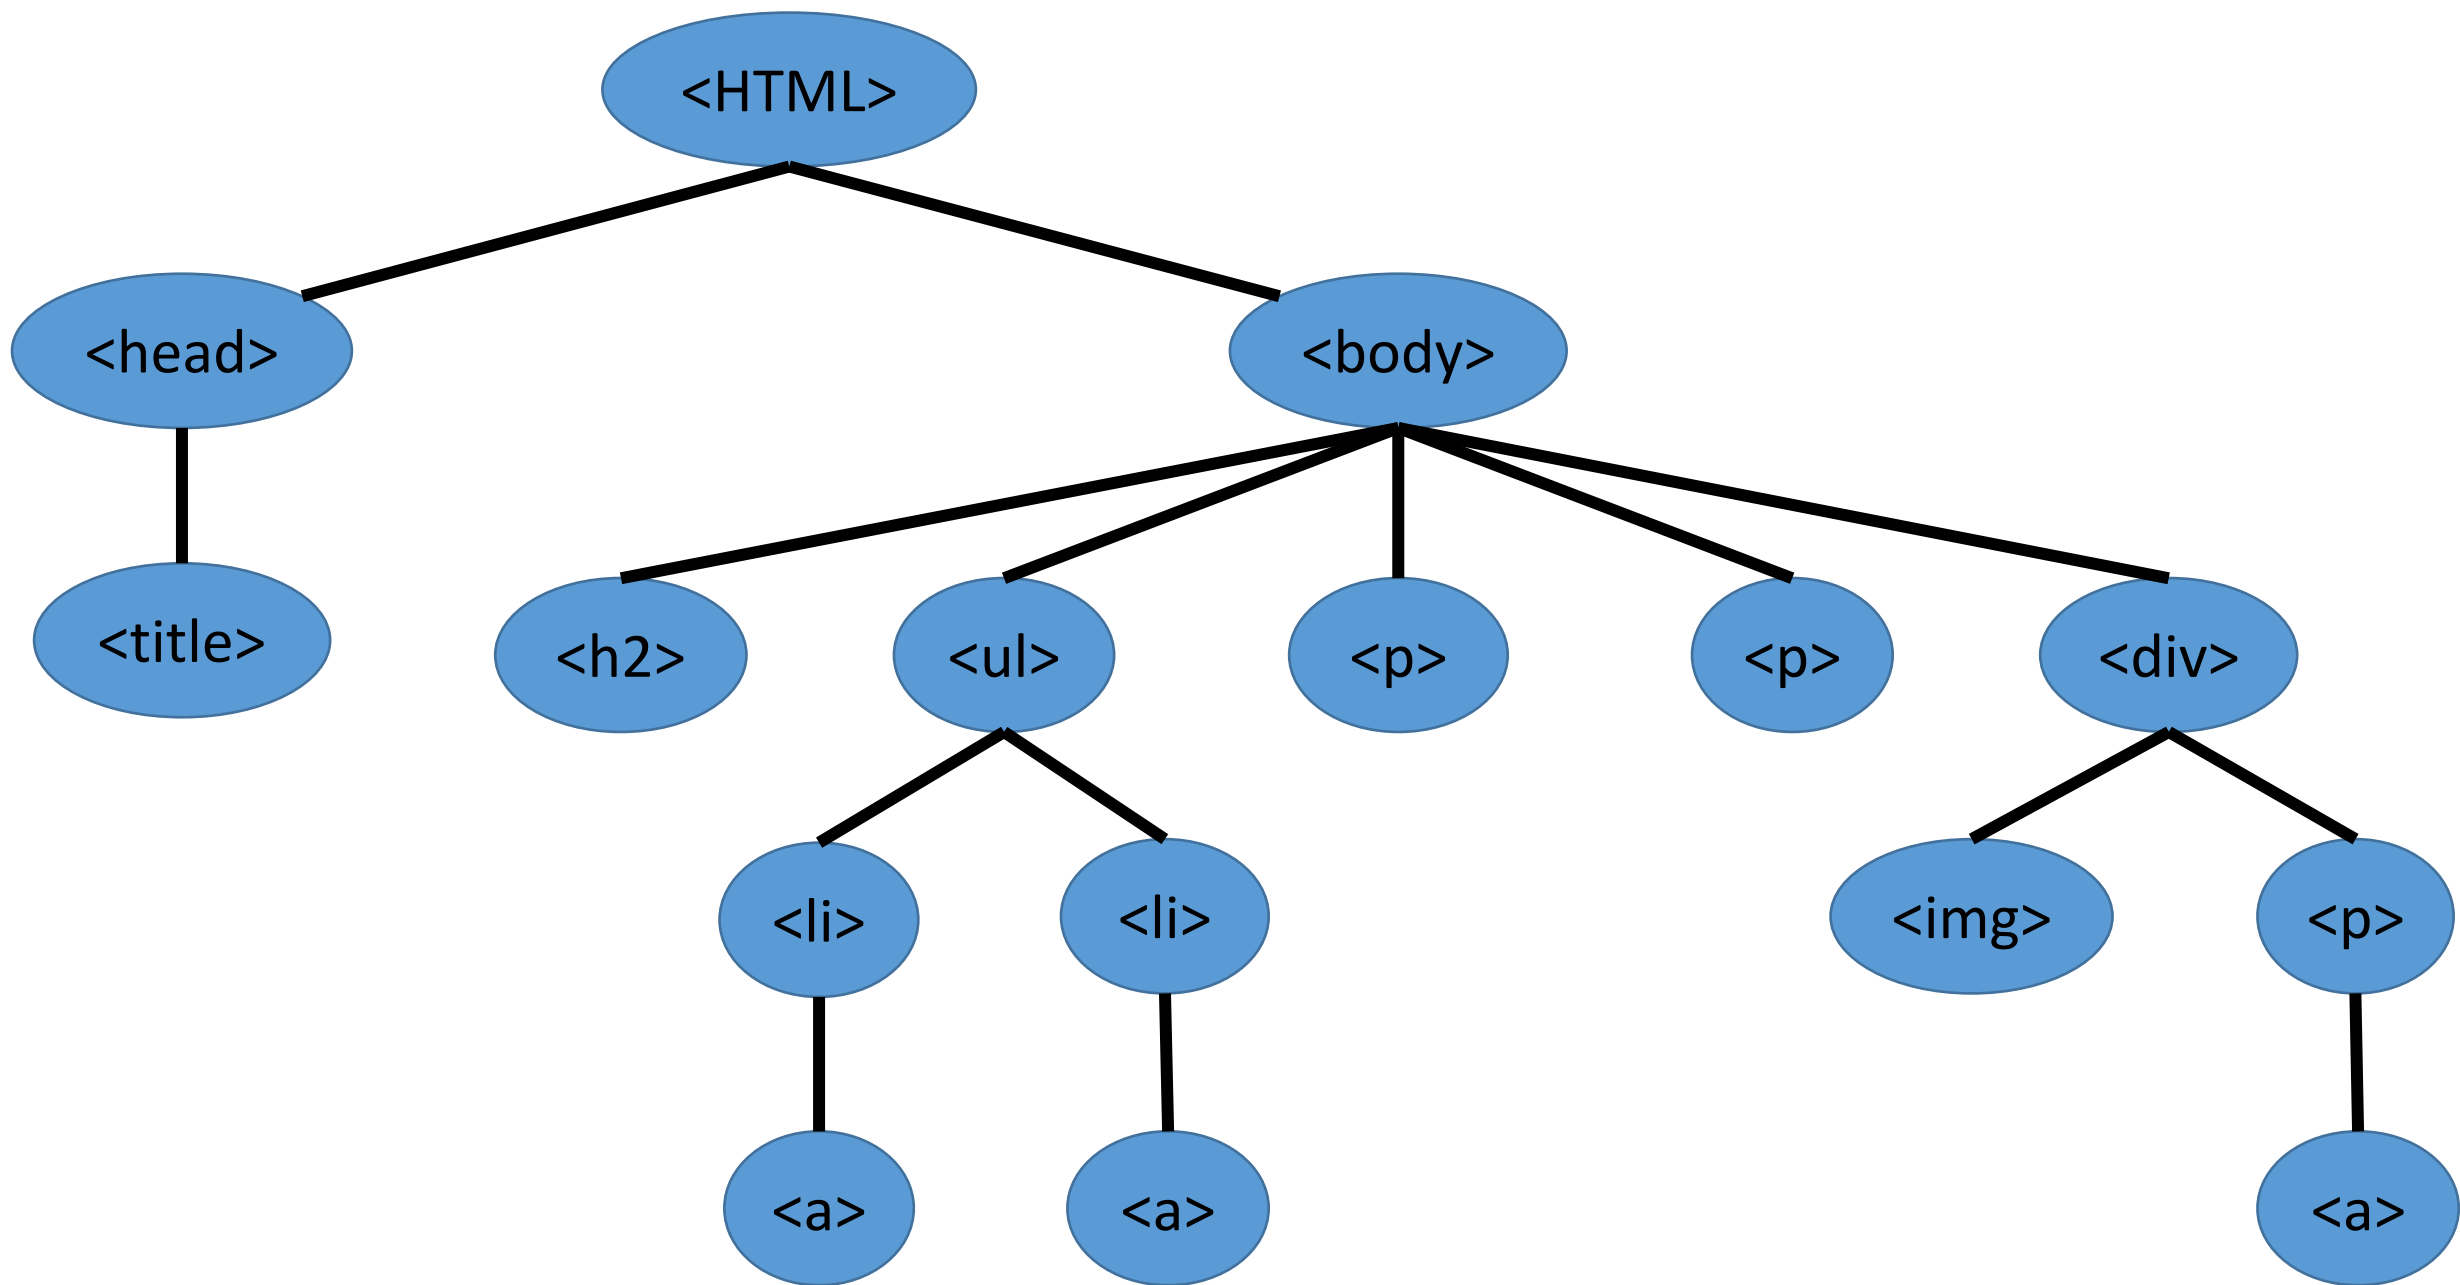 <HTML>
<head>
<body>
<title>
<h2>
<ul>
<p>
<p>
<div>
<li>
<li>
<img>
<p>
<a>
<a>
<a>